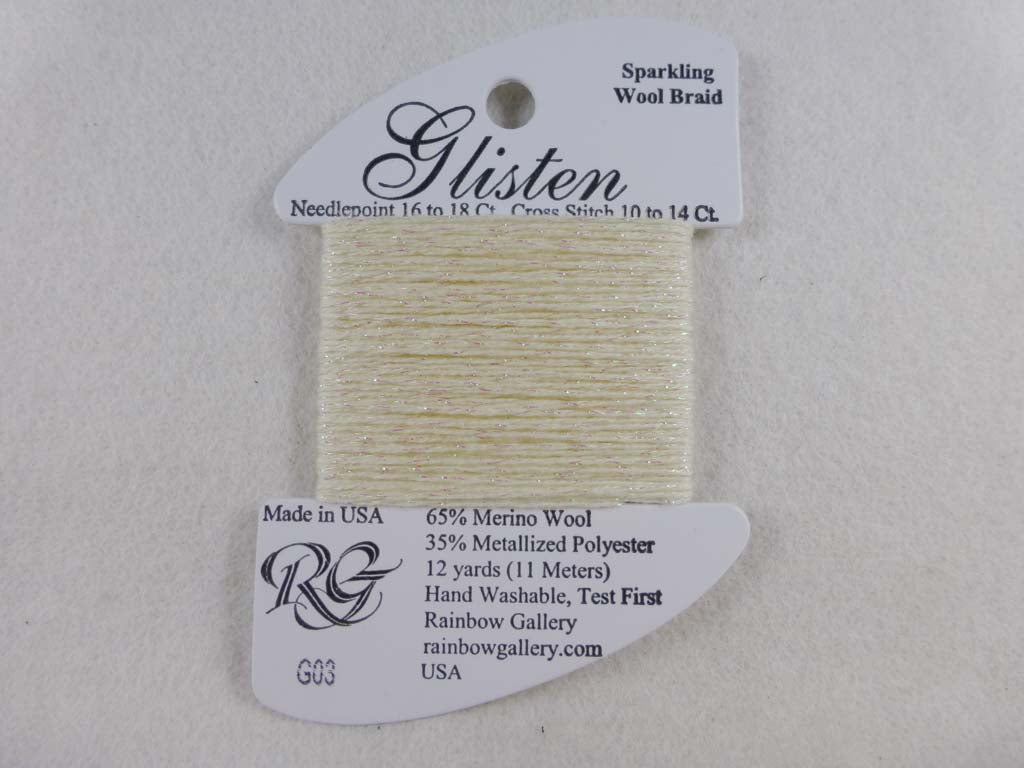 Sparkling
Wool Braid
Glisten
Needlepoint 16 to 18 Ct. Cross Stitch 10 to 14 Ct.
Made in USA
RG
G03
65% Merino Wool
35% Metallized Polyester
12 yards (11 Meters)
Hand Washable, Test First
Rainbow Gallery
rainbowgallery.com
USA